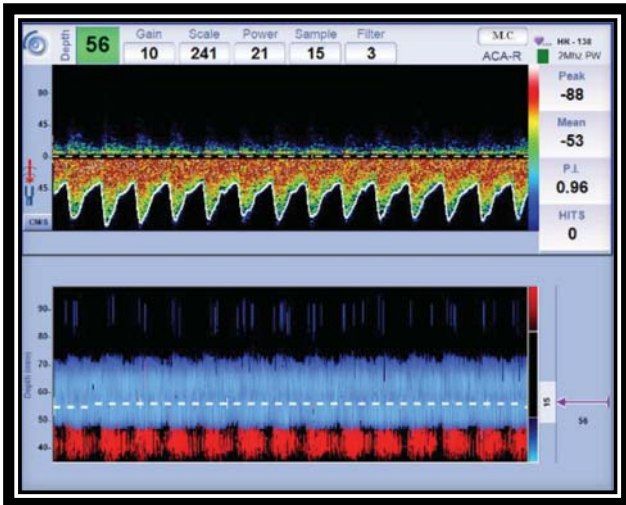 Depth 56 Gain Scale Power Sample Filter M.C HR - 138
10 241 21 15 3 ACA-R 2Mhz PW
Peak
-88
90-
Mean
-53
45-
0
P.I.
0.96
45
HITS
0
CM/S
90-
80-
70-
Depth (mm)
60-
15
56
50-
40-